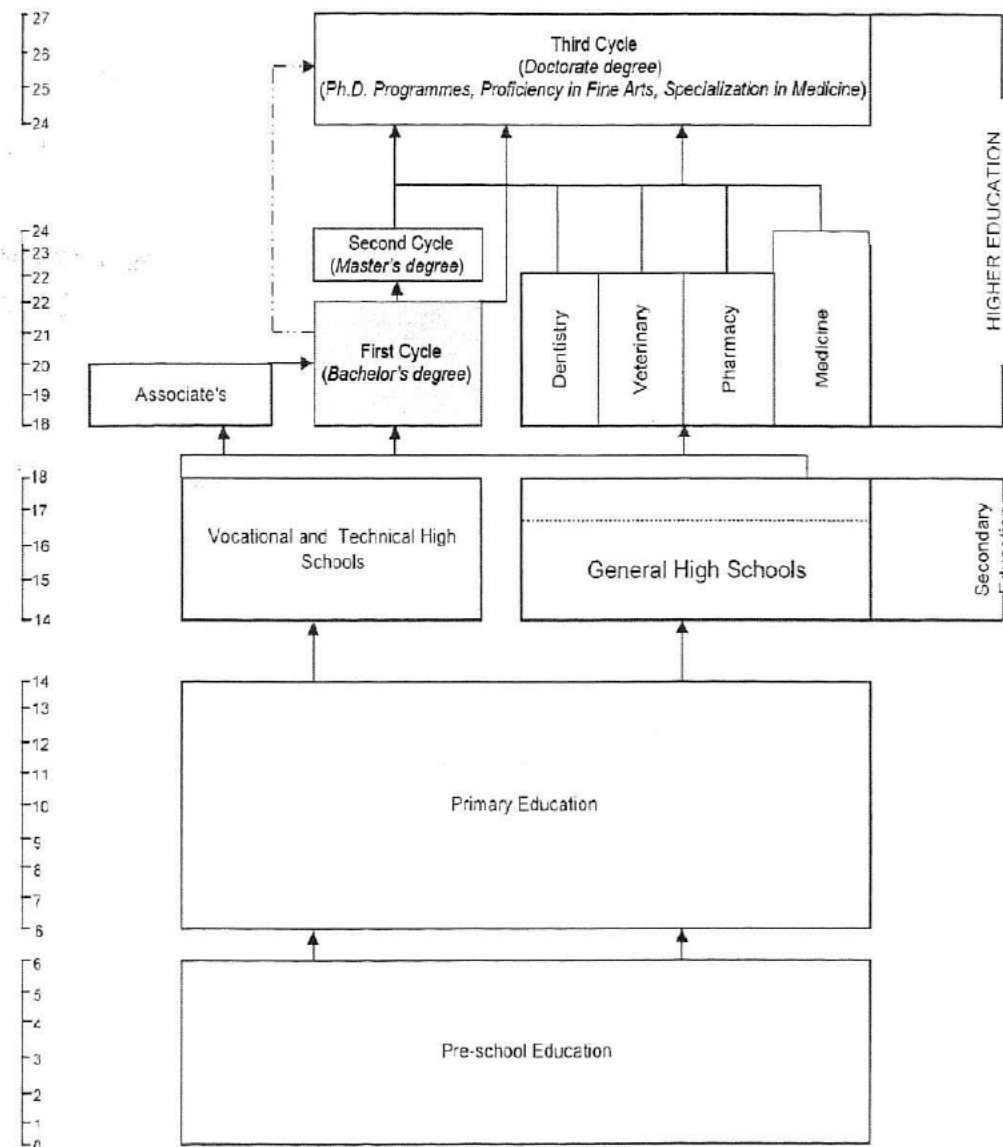 27
26
25
24
Third Cycle
(Doctorate degree)
(Ph.D. Programmes, Proficiency in Fine Arts, Specialization in Medicine)
HIGHER EDUCATION
24
23
22
22
21
20
19
18
Second Cycle
(Master's degree)
First Cycle
(Bachelor's degree)
Associate's
Dentistry
Veterinary
Pharmacy
Medicine
18
17
16
15
14
Vocational and Technical High
Schools
General High Schools
Secondary
14
13
12
11
10
9
8
7
6
Primary Education
6
5
4
3
2
1
0
Pre-school Education